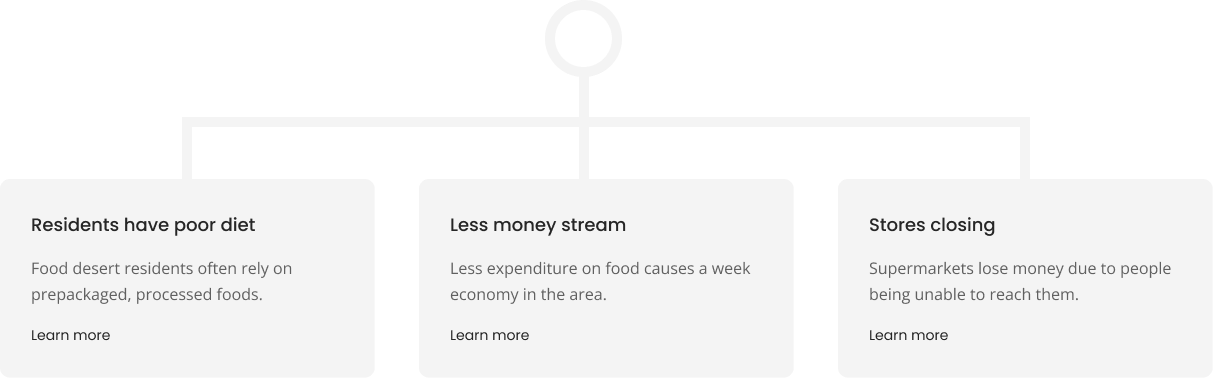 Residents have poor diet
Food desert residents often rely on
prepackaged, processed foods.
Learn more
Less money stream
Less expenditure on food causes a week
economy in the area.
Learn more
Stores closing
Supermarkets lose money due to people
being unable to reach them.
Learn more